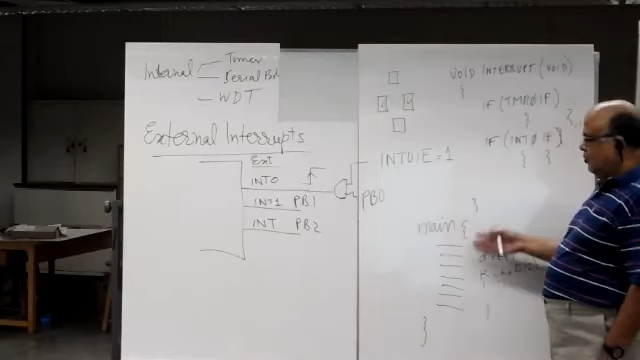 Internal
Timer
Serial Port
WDT
External Interrupts
Ext
INT0
INT1 PB1
INT PB2
PB0
INT0IE=1
VOID INTERRUPT (VOID)
{
IF (TMR0IF)
{ },
IF (INT0IF)
{ }
}
main {
}